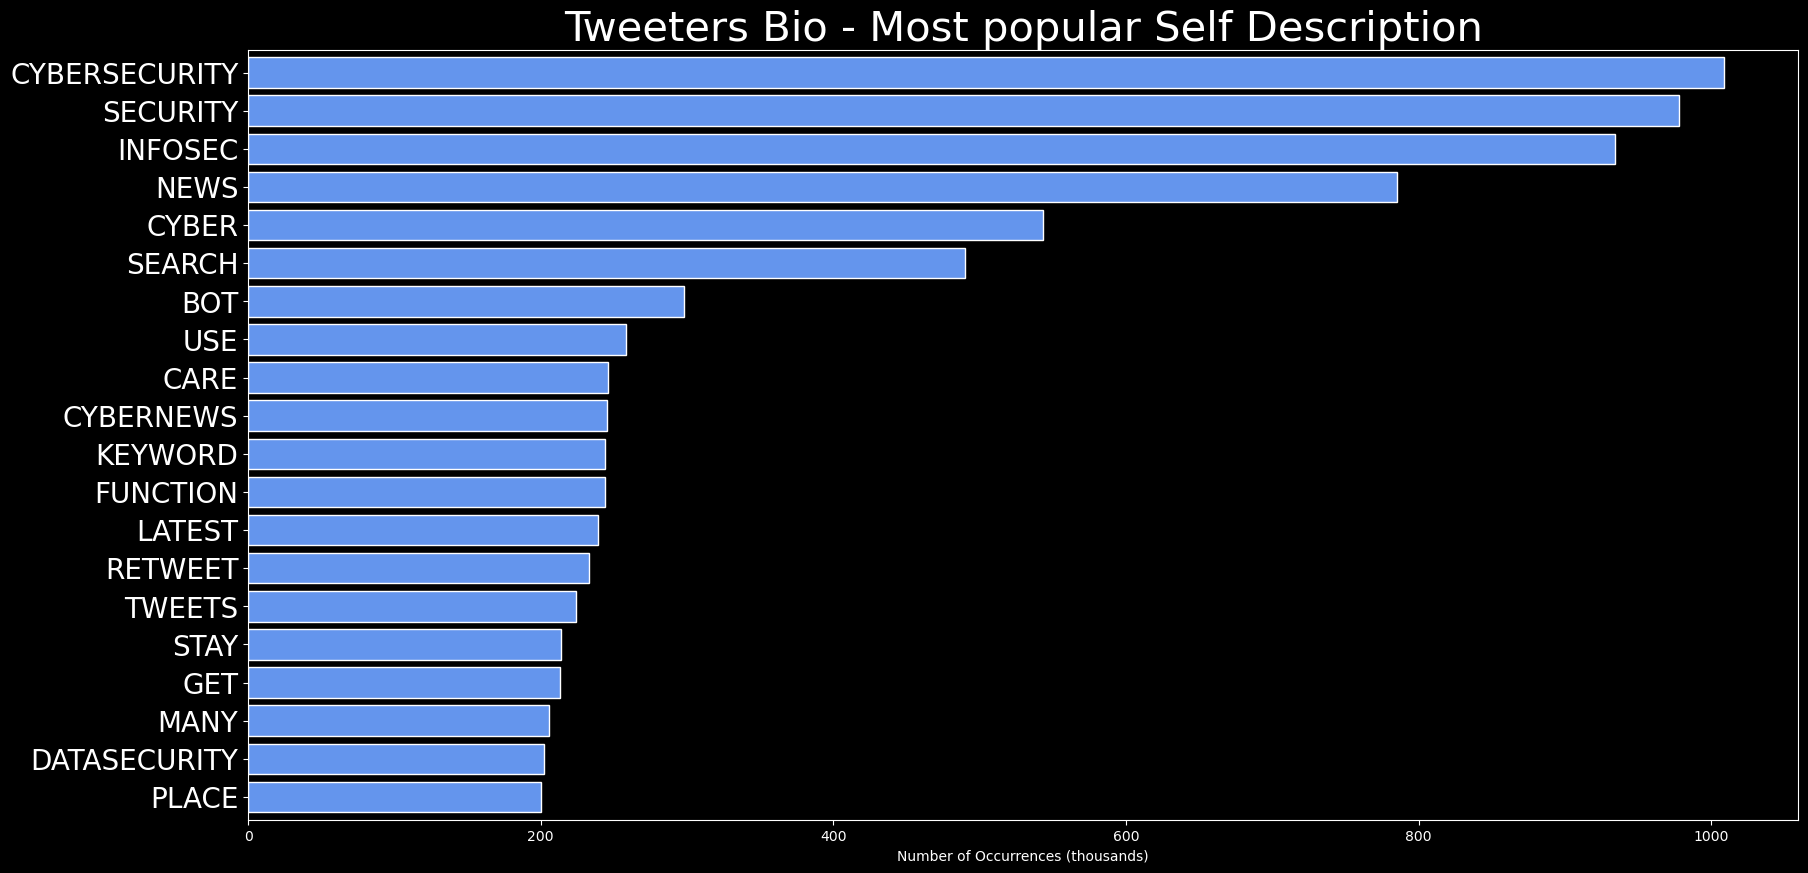 Tweeters Bio - Most popular Self Description
CYBERSECURITY
SECURITY
INFOSEC
NEWS
CYBER
SEARCH
BOT
USE
CARE
CYBERNEWS
KEYWORD
FUNCTION
LATEST
RETWEET
TWEETS
STAY
GET
MANY
DATASECURITY
PLACE
0 200 400 600 800 1000
Number of Occurrences (thousands)